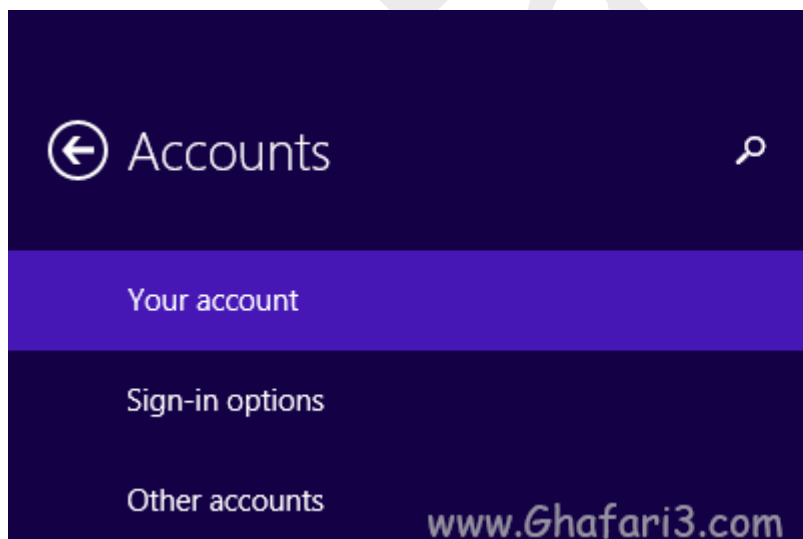 Accounts
Your account
Sign-in options
Other accounts
www.Ghafari3.com